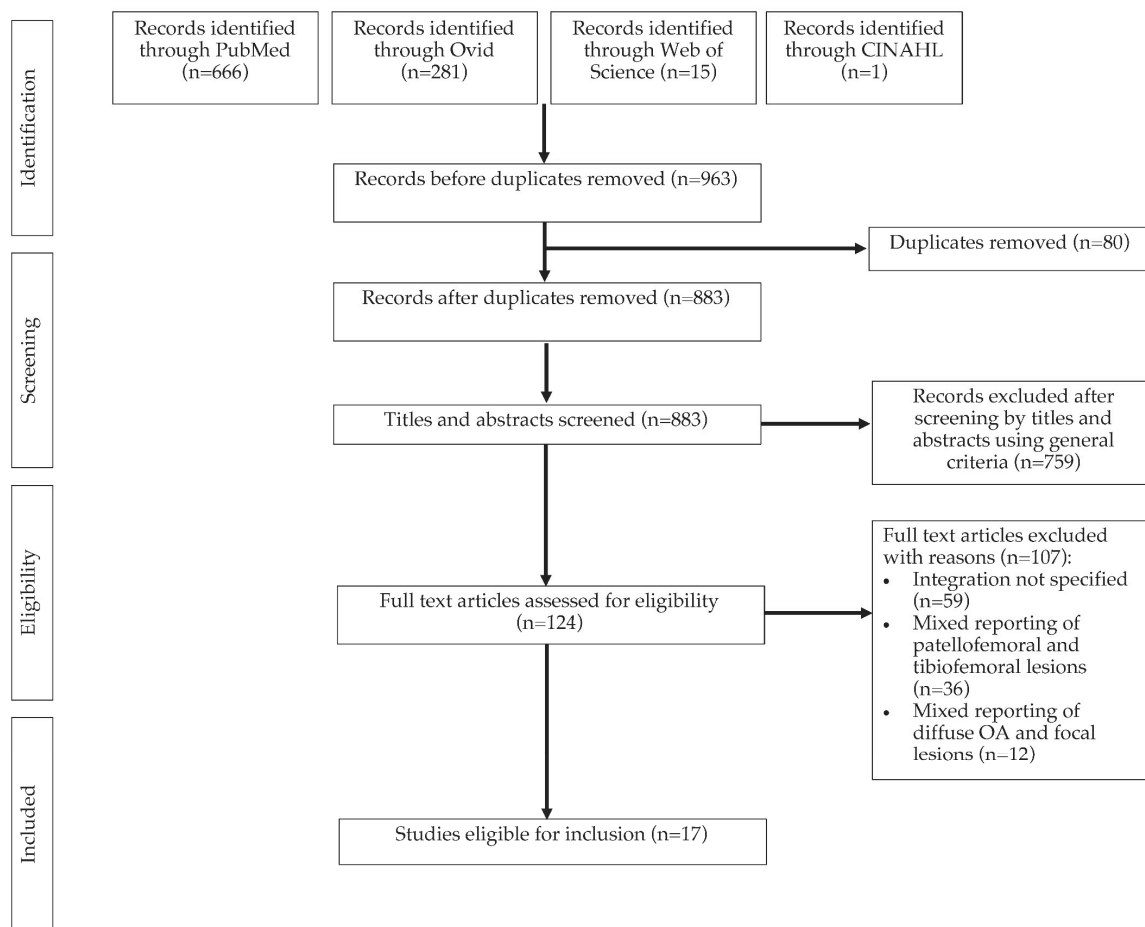 Identification
Records identified
through PubMed
(n=666)
Records identified
through Ovid
(n=281)
Records identified
through Web of
Science (n=15)
Records identified
through CINAHL
(n=1)
Records before duplicates removed (n=963)
Duplicates removed (n=80)
Screening
Records after duplicates removed (n=883)
Titles and abstracts screened (n=883)
Records excluded after
screening by titles and
abstracts using general
criteria (n=759)
Eligibility
Full text articles assessed for eligibility
(n=124)
Full text articles excluded
with reasons (n=107):
• Integration not specified
(n=59)
• Mixed reporting of
patellofemoral and
tibiofemoral lesions
(n=36)
• Mixed reporting of
diffuse OA and focal
lesions (n=12)
Included
Studies eligible for inclusion (n=17)